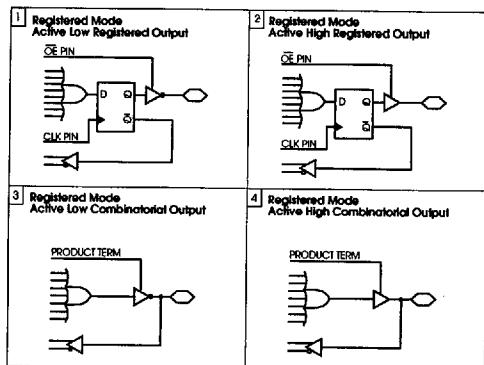 1 Registered Mode
Active Low Registered Output
OE PIN
D Q
Q
CLK PIN
2 Registered Mode
Active High Registered Output
OE PIN
D Q
Q
CLK PIN
3 Registered Mode
Active Low Combinatorial Output
PRODUCT TERM
4 Registered Mode
Active High Combinatorial Output
PRODUCT TERM